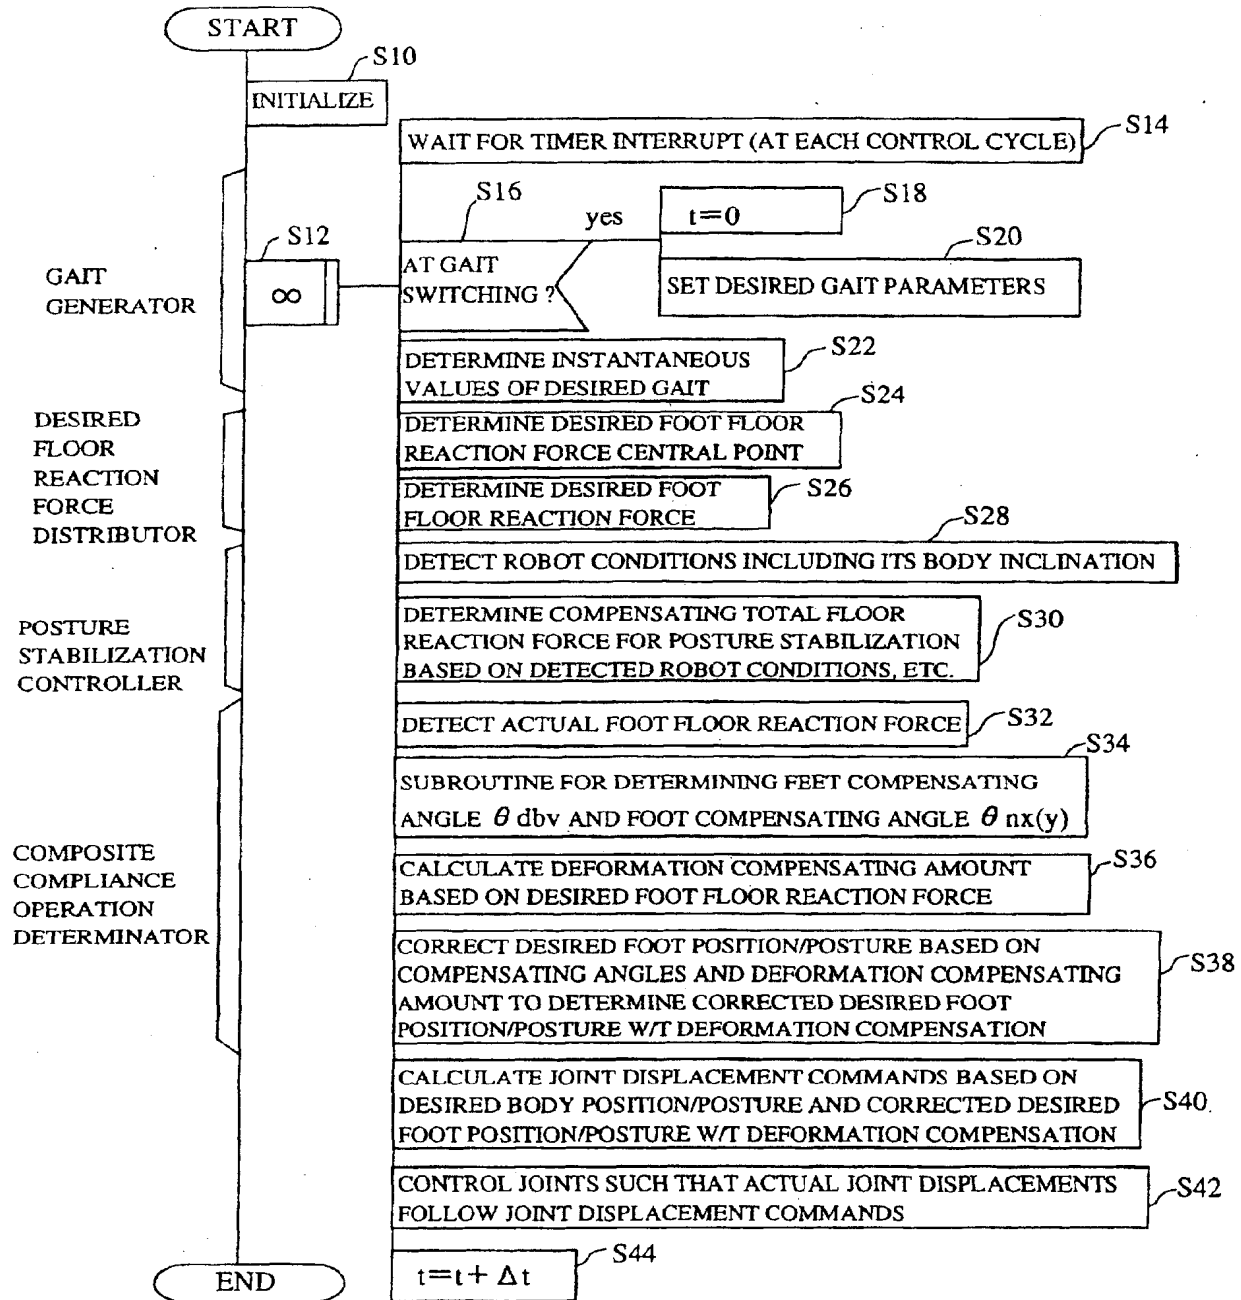 START
S10
INITIALIZE
WAIT FOR TIMER INTERRUPT (AT EACH CONTROL CYCLE)
S14
S16
yes
t=0
S18
S12
∞
AT GAIT
SWITCHING ?
S20
SET DESIRED GAIT PARAMETERS
GAIT
GENERATOR
DETERMINE INSTANTANEOUS
VALUES OF DESIRED GAIT
S22
DESIRED
FLOOR
REACTION
FORCE
DISTRIBUTOR
DETERMINE DESIRED FOOT FLOOR
REACTION FORCE CENTRAL POINT
S24
DETERMINE DESIRED FOOT
FLOOR REACTION FORCE
S26
S28
DETECT ROBOT CONDITIONS INCLUDING ITS BODY INCLINATION
POSTURE
STABILIZATION
CONTROLLER
DETERMINE COMPENSATING TOTAL FLOOR
REACTION FORCE FOR POSTURE STABILIZATION
BASED ON DETECTED ROBOT CONDITIONS, ETC.
S30
DETECT ACTUAL FOOT FLOOR REACTION FORCE
S32
S34
SUBROUTINE FOR DETERMINING FEET COMPENSATING
ANGLE θ dbv AND FOOT COMPENSATING ANGLE θ nx(y)
COMPOSITE
COMPLIANCE
OPERATION
DETERMINATOR
CALCULATE DEFORMATION COMPENSATING AMOUNT
BASED ON DESIRED FOOT FLOOR REACTION FORCE
S36
CORRECT DESIRED FOOT POSITION/POSTURE BASED ON
COMPENSATING ANGLES AND DEFORMATION COMPENSATING
AMOUNT TO DETERMINE CORRECTED DESIRED FOOT
POSITION/POSTURE W/T DEFORMATION COMPENSATION
S38
CALCULATE JOINT DISPLACEMENT COMMANDS BASED ON
DESIRED BODY POSITION/POSTURE AND CORRECTED DESIRED
FOOT POSITION/POSTURE W/T DEFORMATION COMPENSATION
S40
CONTROL JOINTS SUCH THAT ACTUAL JOINT DISPLACEMENTS
FOLLOW JOINT DISPLACEMENT COMMANDS
S42
S44
t=t+ Δt
END